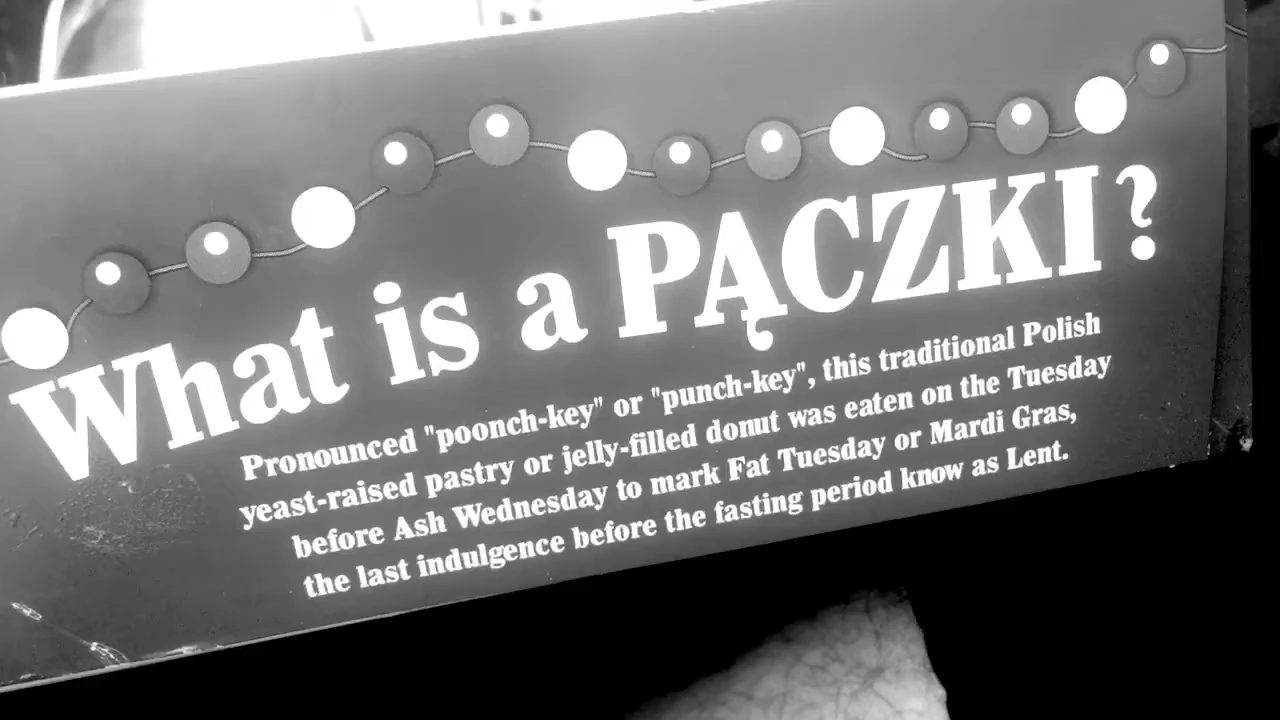 What is a PĄCZKI?
Pronounced "poonch-key" or "punch-key", this traditional Polish
yeast-raised pastry or jelly-filled donut was eaten on the Tuesday
before Ash Wednesday to mark Fat Tuesday or Mardi Gras,
the last indulgence before the fasting period know as Lent.